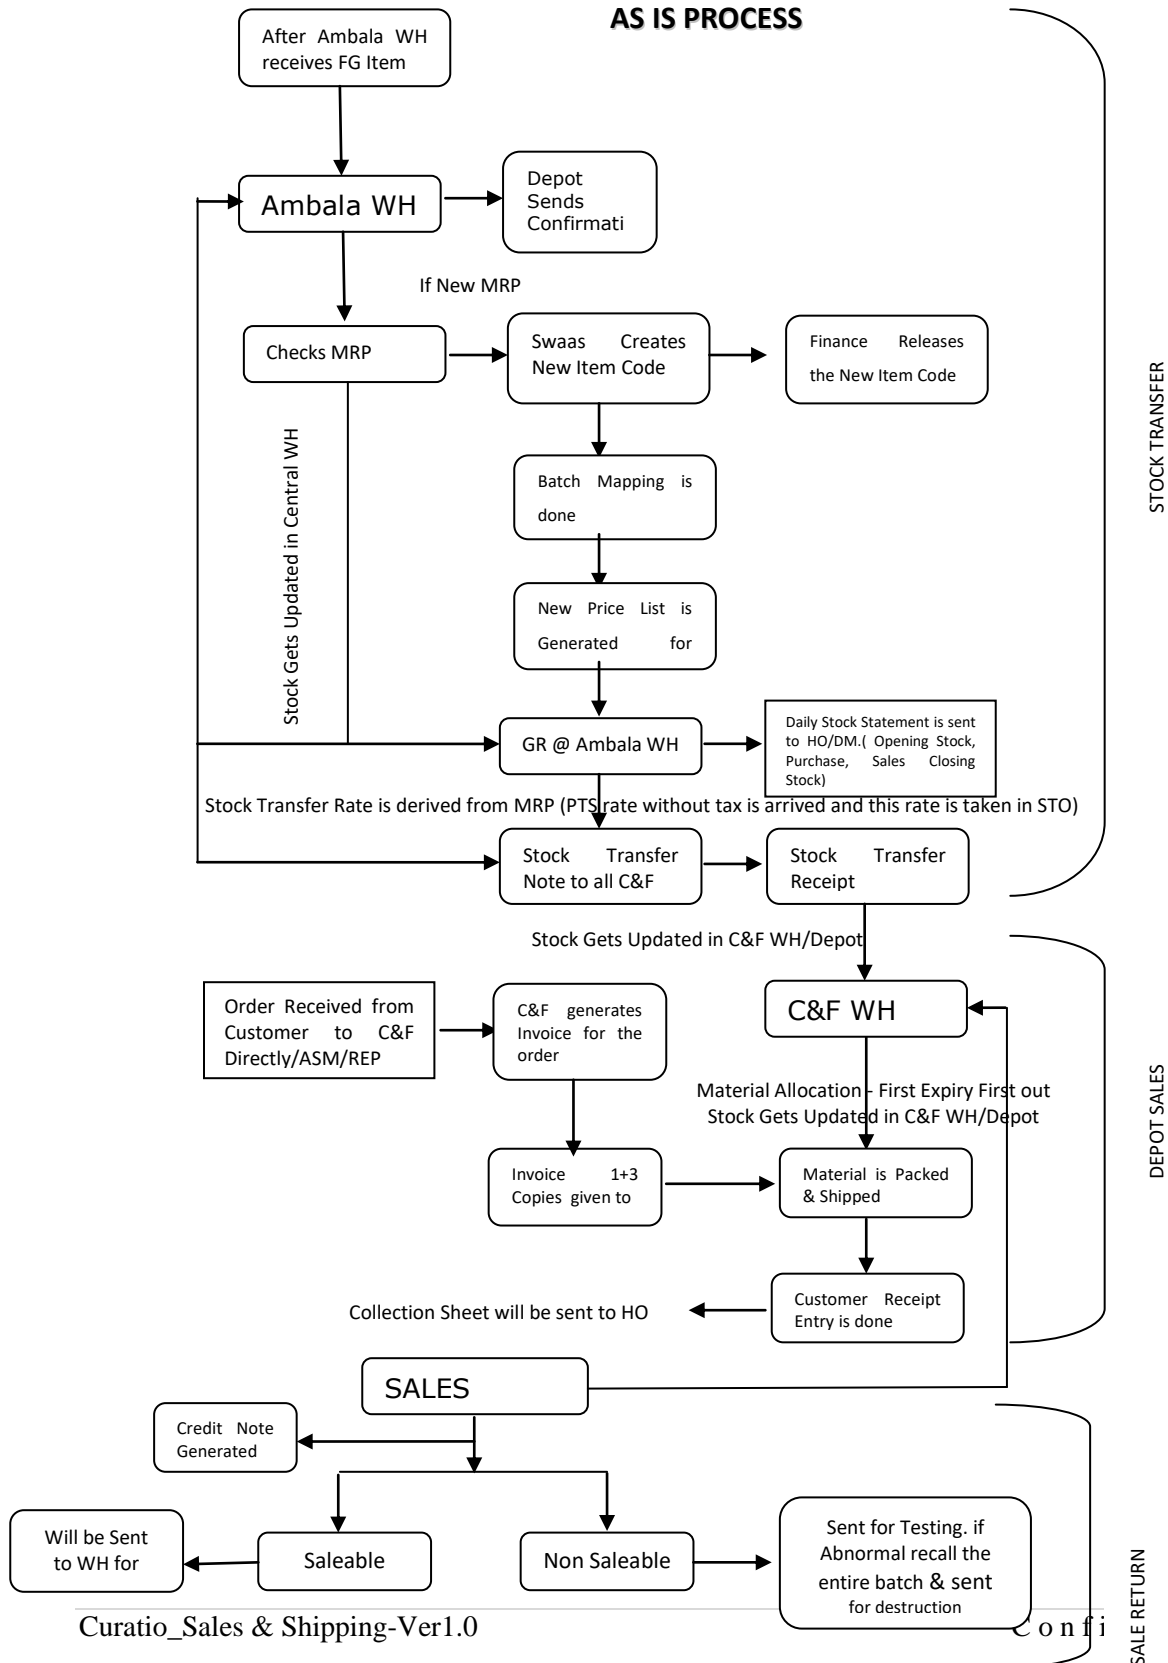 AS IS PROCESS
After Ambala WH
receives FG Item
Ambala WH
Depot
Sends
Confirmati
If New MRP
Checks MRP
Swaas Creates
New Item Code
Finance Releases
the New Item Code
Stock Gets Updated in Central WH
Batch Mapping is
done
New Price List is
Generated for
GR @ Ambala WH
Daily Stock Statement is sent
to HO/DM.( Opening Stock,
Purchase, Sales Closing
Stock)
Stock Transfer Rate is derived from MRP (PTS rate without tax is arrived and this rate is taken in STO)
Stock Transfer
Note to all C&F
Stock Transfer
Receipt
STOCK TRANSFER
Stock Gets Updated in C&F WH/Depot
Order Received from
Customer to C&F
Directly/ASM/REP
C&F generates
Invoice for the
order
C&F WH
Material Allocation - First Expiry First out
Stock Gets Updated in C&F WH/Depot
Invoice 1+3
Copies given to
Material is Packed
& Shipped
Customer Receipt
Entry is done
Collection Sheet will be sent to HO
DEPOT SALES
SALES
Credit Note
Generated
Will be Sent
to WH for
Saleable
Non Saleable
Sent for Testing. if
Abnormal recall the
entire batch & sent
for destruction
SALE RETURN
Curatio_Sales & Shipping-Ver1.0
C o n f i